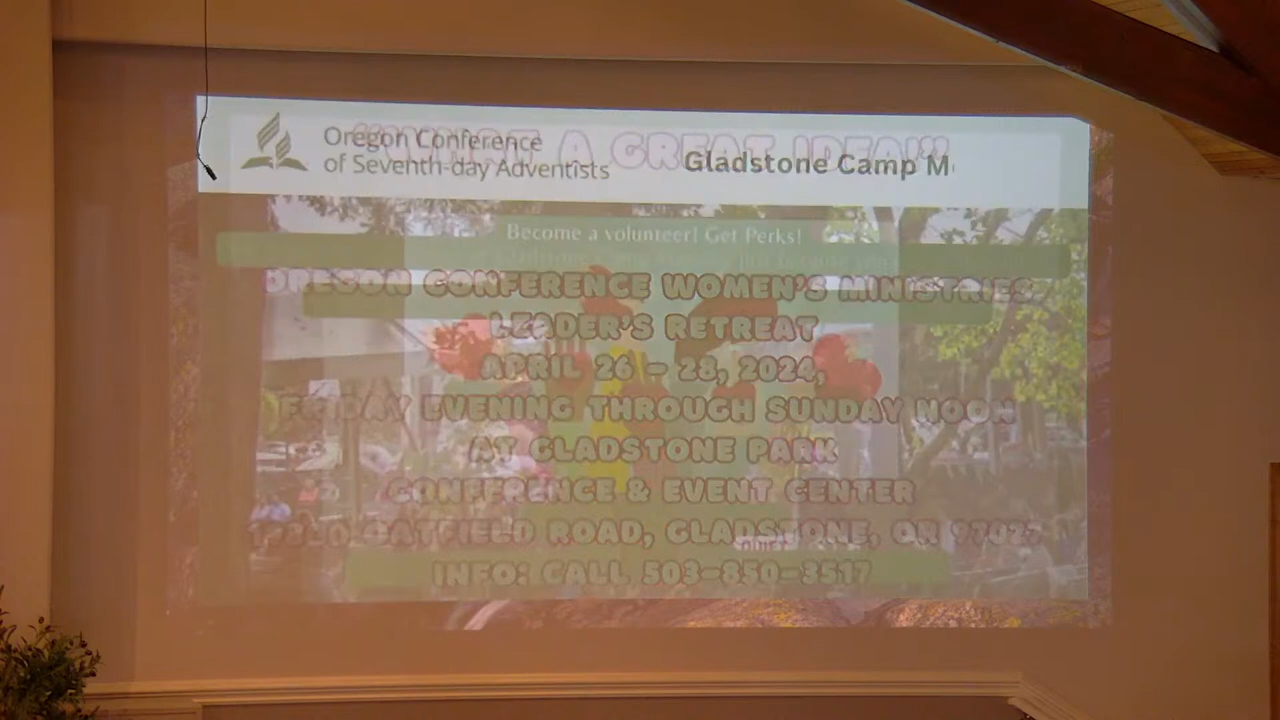 Oregon Conference
of Seventh-day Adventists
A GREAT IDEA!"
Gladstone Camp M
Become a volunteer! Get Perks!
OREGON CONFERENCE WOMEN'S MINISTRIES
LEADER'S RETREAT
APRIL 26 - 28, 2024,
FRIDAY EVENING THROUGH SUNDAY NOON
AT GLADSTONE PARK
CONFERENCE & EVENT CENTER
OATFIELD ROAD, GLADSTONE, OR 97027
INFO: CALL 503-850-3517